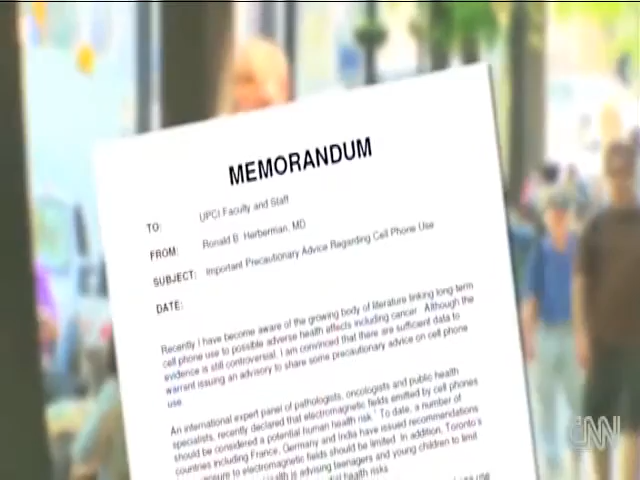 MEMORANDUM
TO: UPCI Faculty and Staff
FROM: Ronald B. Herberman, MD
SUBJECT: Important Precautionary Advice Regarding Cell Phone Use
DATE:
Recently I have become aware of the growing body of literature linking long term
cell phone use to possible adverse health effects including cancer. Although the
evidence is still controversial, I am convinced that there are sufficient data to
warrant issuing an advisory to share some precautionary advice on cell phone
use.
An international expert panel of pathologists, oncologists and public health
specialists, recently declared that electromagnetic fields emitted by cell phones
should be considered a potential human health risk. To date, a number of
countries including France, Germany and India have issued recommendations
exposure to electromagnetic fields should be limited. In addition, Toronto's
Health is advising teenagers and young children to limit
health risks
CNN